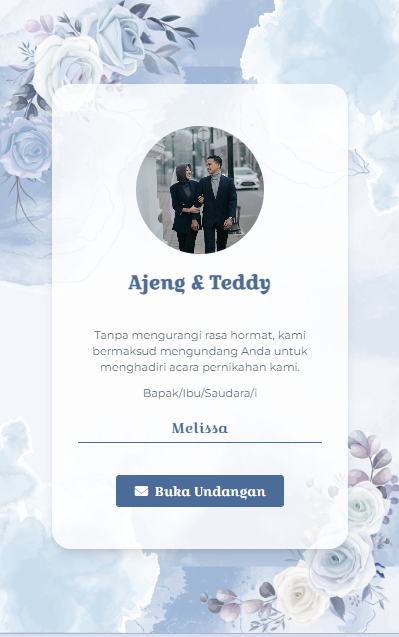 Ajeng & Teddy
Tanpa mengurangi rasa hormat, kami
bermaksud mengundang Anda untuk
menghadiri acara pernikahan kami.
Bapak/Ibu/Saudara/i
Melissa
Buka Undangan